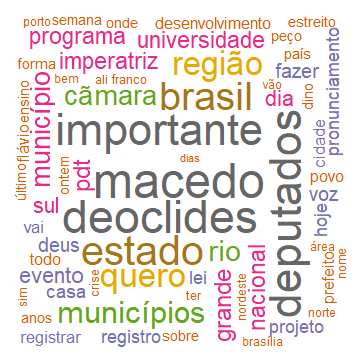 porto semana onde desenvolvimento estreito
programa universidade peço
forma imperatriz região país fazer
bem ali franco vão
câmara brasil dia dino
último flávio ensino município importante deputados cidade pronunciamento
ontem dias
pdt macedo povo
sul deoclides voz hoje
vai
deus estado rio nacional área
todo prefeito nome
evento quero lei grande nordeste
casa crise ter norte
sim municípios projeto
anos
registrar registro sobre brasília